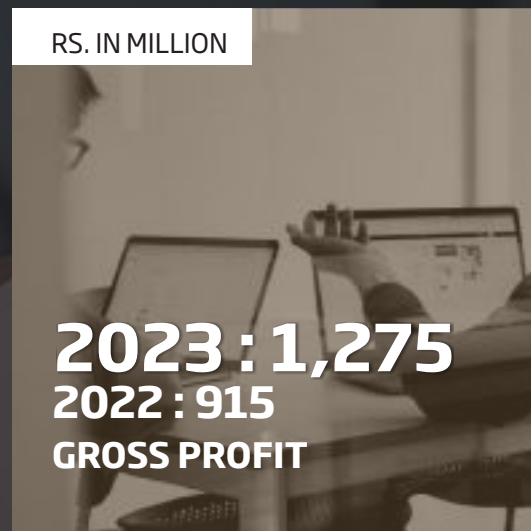 RS. IN MILLION
2023 : 1,275
2022 : 915
GROSS PROFIT